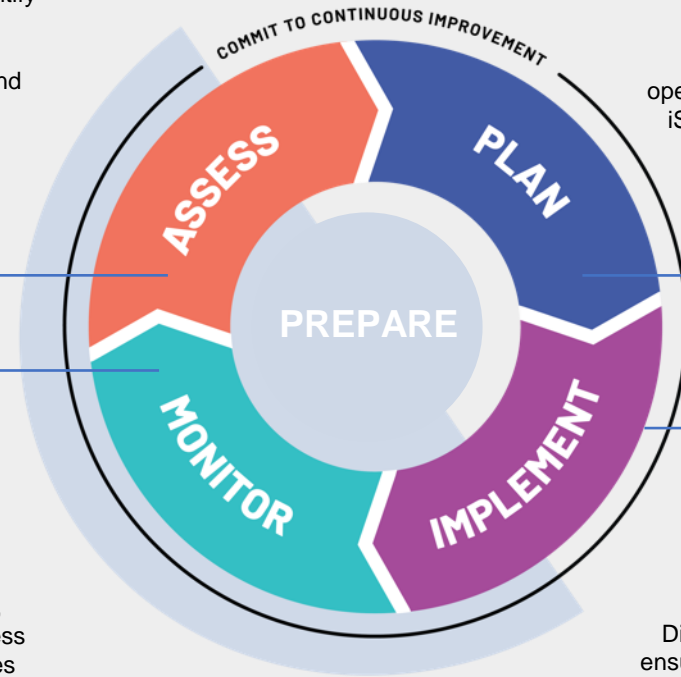 COMMIT TO CONTINUOUS IMPROVEMENT
ASSESS
PLAN
PREPARE
MONITOR
IMPLEMENT